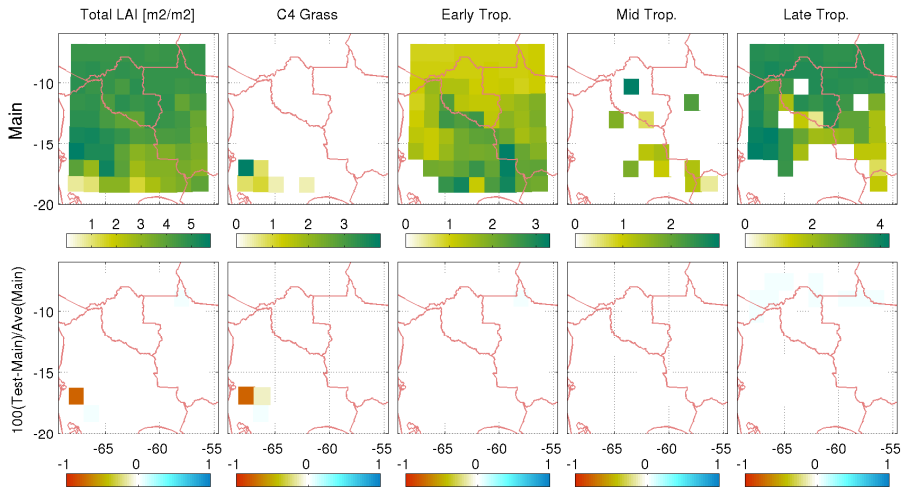 Total LAI [m2/m2] C4 Grass Early Trop. Mid Trop. Late Trop.
Main
-10
-15
-20
1 2 3 4 5 0 1 2 3 0 1 2 3 0 1 2 0 2 4
100(Test-Main)/Ave(Main)
-10
-15
-20
-65 -60 -55 -65 -60 -55 -65 -60 -55 -65 -60 -55 -65 -60 -55
-1 0 1 -1 0 1 -1 0 1 -1 0 1 -1 0 1